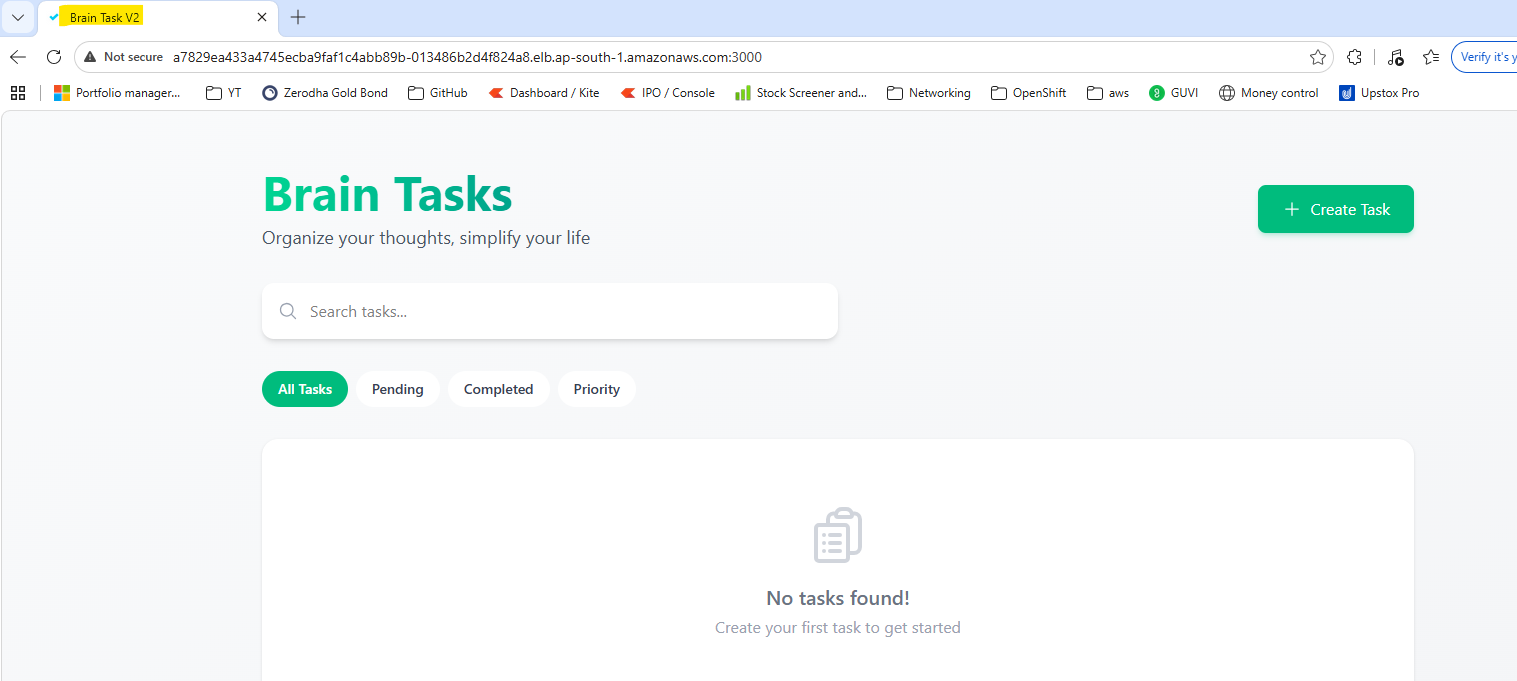 Brain Task V2
Not secure a7829ea433a4745ecba9faf1c4abb89b-013486b2d4f824a8.elb.ap-south-1.amazonaws.com:3000 Verify it's y
Portfolio manager... YT Zerodha Gold Bond GitHub Dashboard / Kite IPO / Console Stock Screener and... Networking OpenShift aws GUVI Money control Upstox Pro
Brain Tasks
Create Task
Organize your thoughts, simplify your life
Search tasks...
All Tasks Pending Completed Priority
No tasks found!
Create your first task to get started